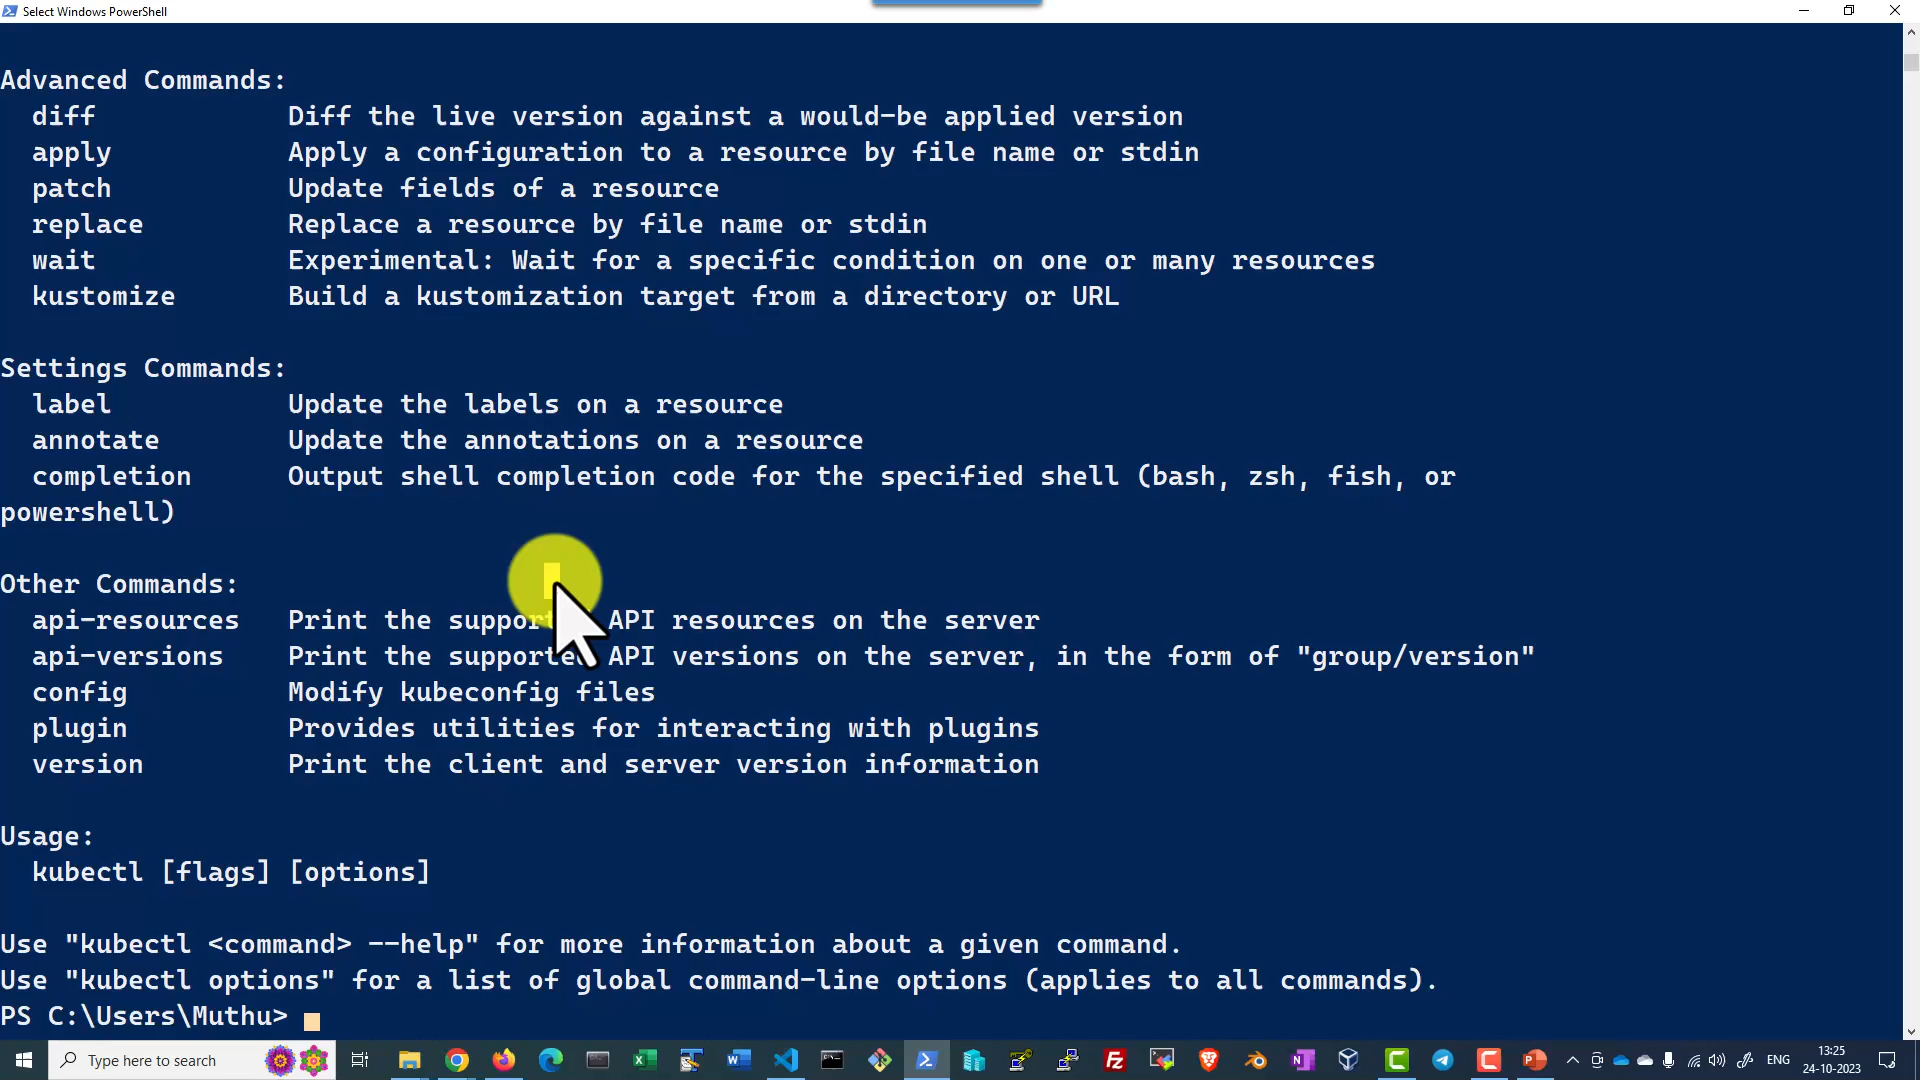 Select Windows PowerShell
Advanced Commands:
diff Diff the live version against a would-be applied version
apply Apply a configuration to a resource by file name or stdin
patch Update fields of a resource
replace Replace a resource by file name or stdin
wait Experimental: Wait for a specific condition on one or many resources
kustomize Build a kustomization target from a directory or URL
Settings Commands:
label Update the labels on a resource
annotate Update the annotations on a resource
completion Output shell completion code for the specified shell (bash, zsh, fish, or
powershell)
Other Commands:
api-resources Print the API resources on the server
api-versions Print the supported API versions on the server, in the form of "group/version"
config Modify kubeconfig files
plugin Provides utilities for interacting with plugins
version Print the client and server version information
Usage:
kubectl [flags] [options]
Use "kubectl <command> --help" for more information about a given command.
Use "kubectl options" for a list of global command-line options (applies to all commands).
PS C:\Users\Muthu>
Type here to search
ENG
13:25
24-10-2023